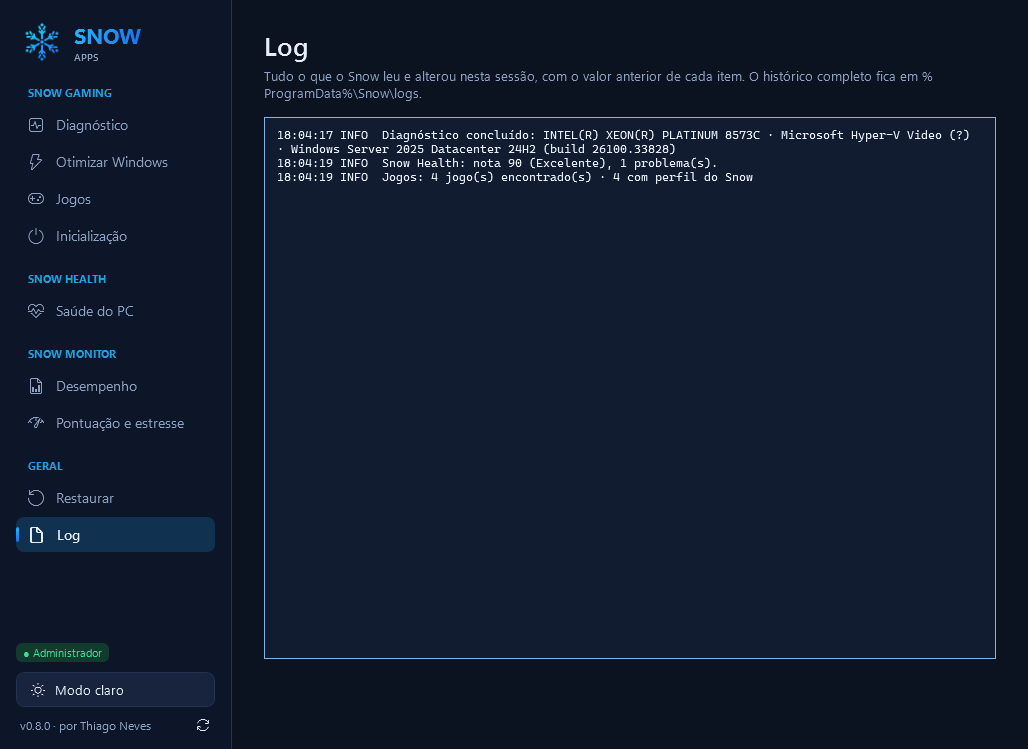 SNOW
APPS
SNOW GAMING
Diagnóstico
Otimizar Windows
Jogos
Inicialização
SNOW HEALTH
Saúde do PC
SNOW MONITOR
Desempenho
Pontuação e estresse
GERAL
Restaurar
Log
Administrador
Modo claro
v0.8.0 · por Thiago Neves
Log
Tudo o que o Snow leu e alterou nesta sessão, com o valor anterior de cada item. O histórico completo fica em %
ProgramData%\Snow\logs.
18:04:17 INFO  Diagnóstico concluído: INTEL(R) XEON(R) PLATINUM 8573C · Microsoft Hyper-V Video (?)
· Windows Server 2025 Datacenter 24H2 (build 26100.33828)
18:04:19 INFO  Snow Health: nota 90 (Excelente), 1 problema(s).
18:04:19 INFO  Jogos: 4 jogo(s) encontrado(s) · 4 com perfil do Snow